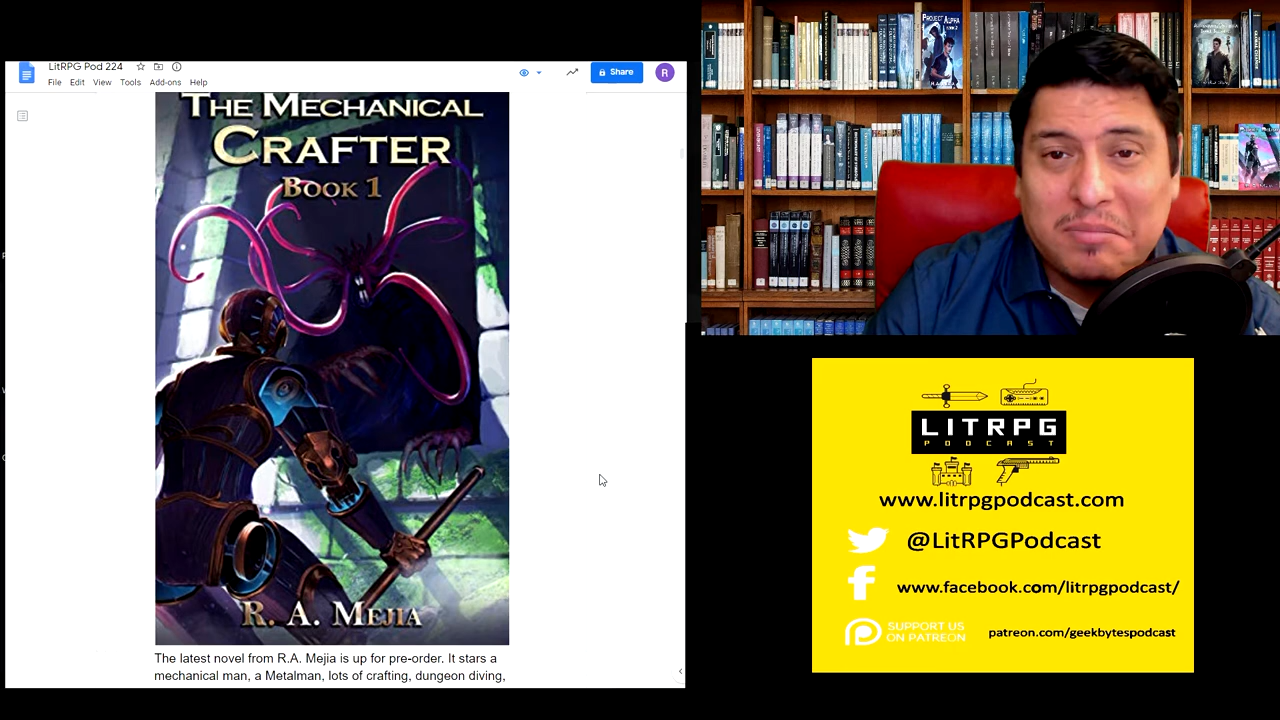 LitRPG Pod 224
File Edit View Tools Add-ons Help
Share
R
THE MECHANICAL
CRAFTER
BOOK 1
R. A. MEJIA
The latest novel from R.A. Mejia is up for pre-order. It stars a
mechanical man, a Metalman, lots of crafting, dungeon diving,
PROJECT
ALPHA
LITRPG
PODCAST
www.litrpgpodcast.com
@LitRPGPodcast
www.facebook.com/litrpgpodcast/
SUPPORT US
ON PATREON
patreon.com/geekbytespodcast